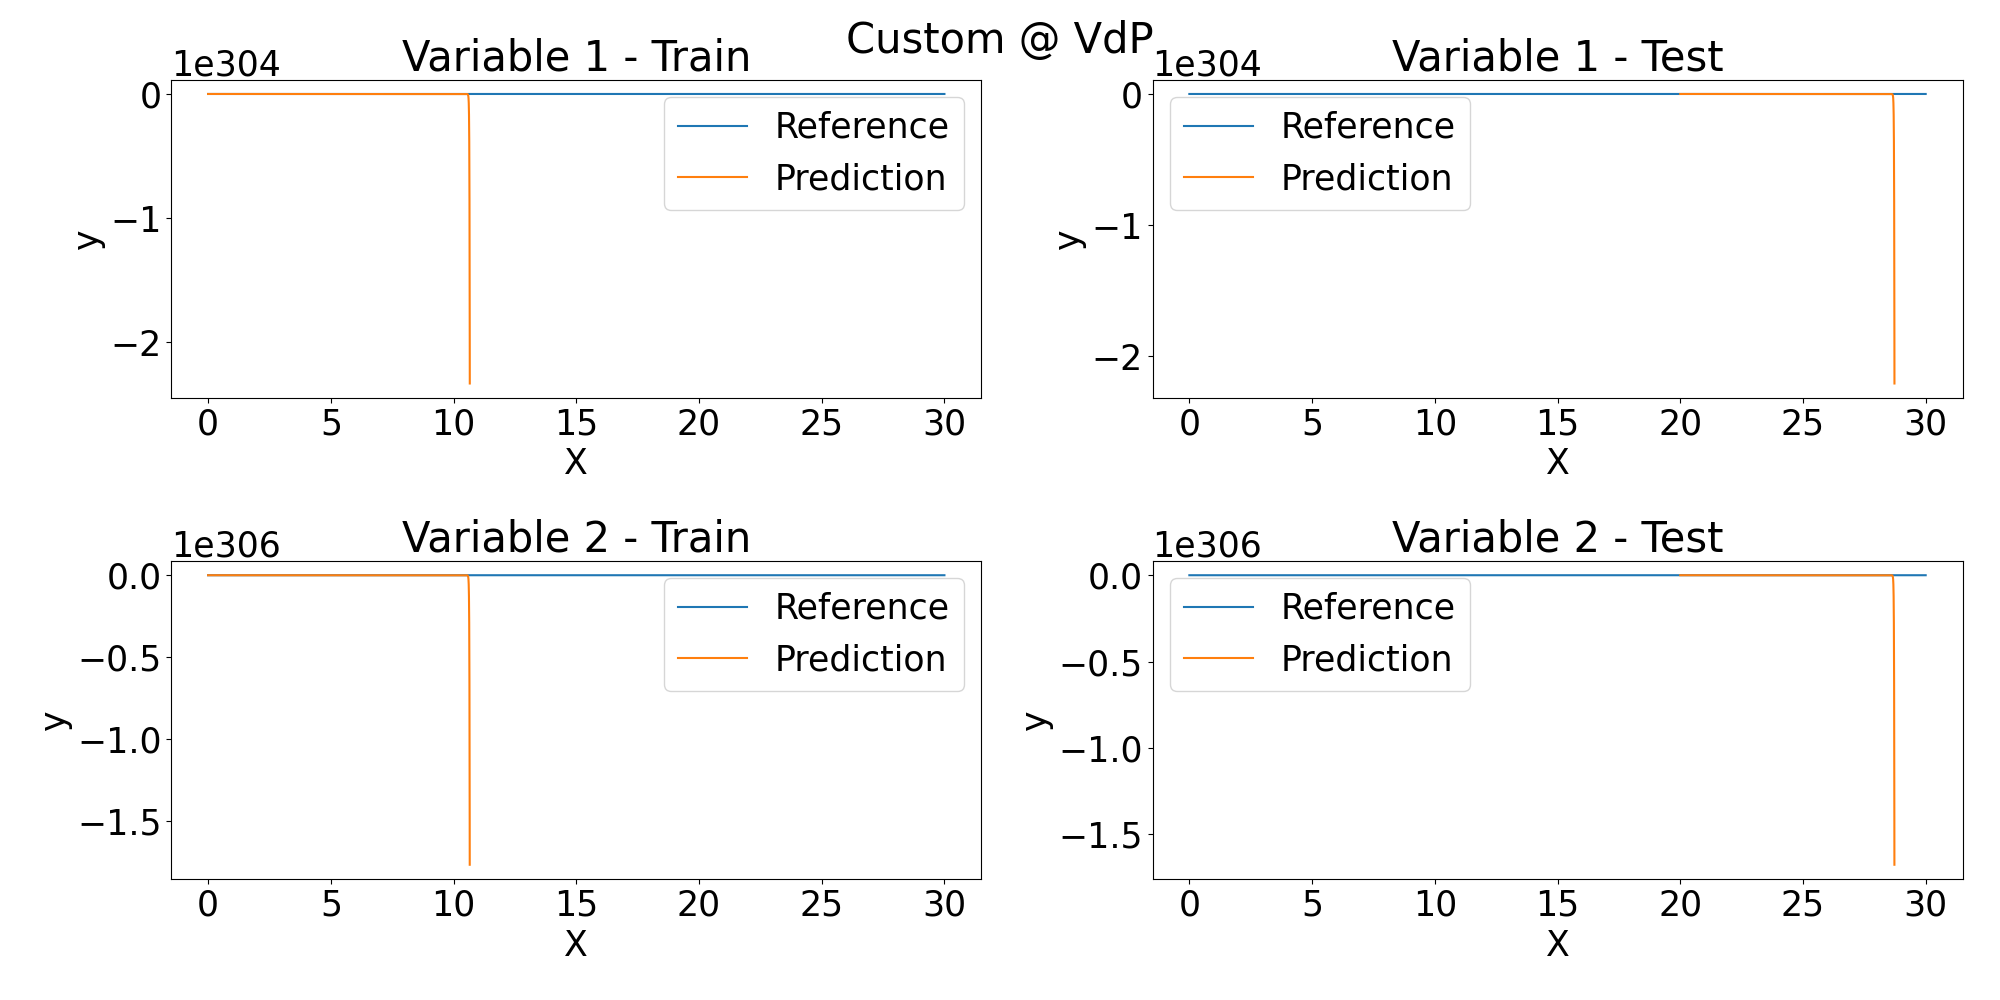 Custom @ VdP
Variable 1 - Train
1e304
0
−1
−2
y
Reference
Prediction
0 5 10 15 20 25 30
X
Variable 1 - Test
1e304
0
−1
−2
y
Reference
Prediction
0 5 10 15 20 25 30
X
Variable 2 - Train
1e306
0.0
−0.5
−1.0
−1.5
y
Reference
Prediction
0 5 10 15 20 25 30
X
Variable 2 - Test
1e306
0.0
−0.5
−1.0
−1.5
y
Reference
Prediction
0 5 10 15 20 25 30
X